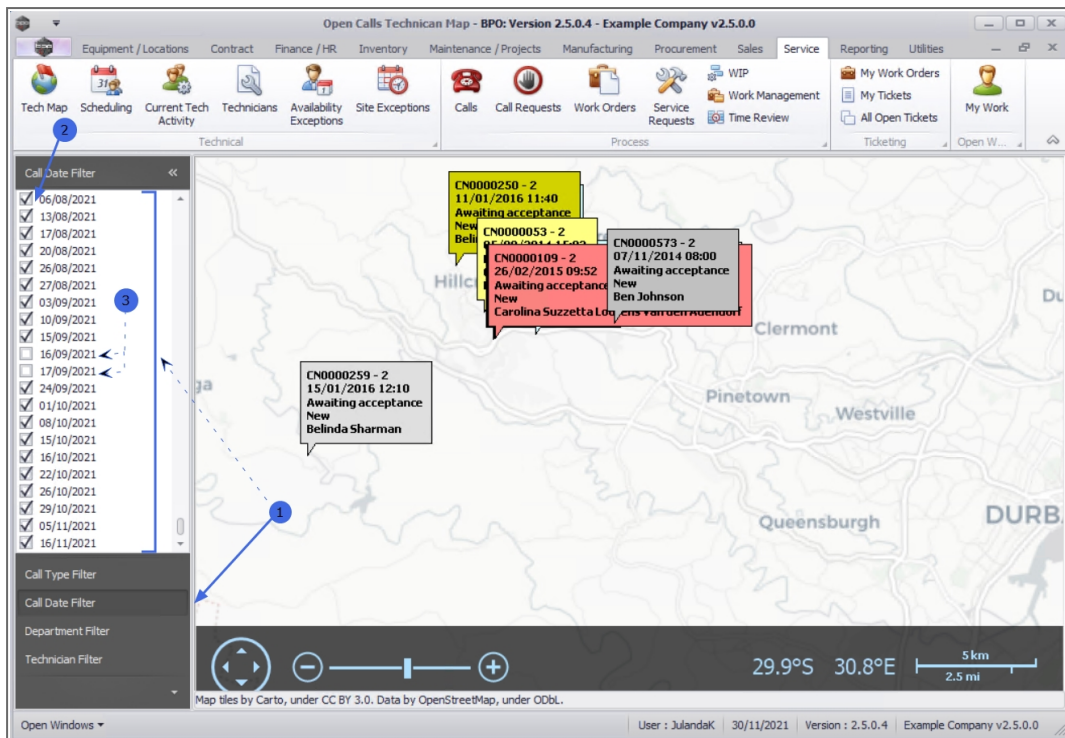 Open Calls Technican Map - BPO: Version 2.5.0.4 - Example Company v2.5.0.0
Equipment / Locations Contract Finance / HR Inventory Maintenance / Projects Manufacturing Procurement Sales Service Reporting Utilities
Tech Map
Scheduling
Current Tech
Activity
Technicians
Availability
Exceptions
Site Exceptions
Technical
Calls
Call Requests
Work Orders
Service
Requests
WIP
Work Management
Time Review
Process
My Work Orders
My Tickets
All Open Tickets
Ticketing
My Work
Open W...
2
Call Date Filter «
06/08/2021
13/08/2021
17/08/2021
20/08/2021
26/08/2021
27/08/2021
03/09/2021
10/09/2021
15/09/2021
16/09/2021
17/09/2021
24/09/2021
01/10/2021
08/10/2021
15/10/2021
16/10/2021
22/10/2021
26/10/2021
29/10/2021
05/11/2021
16/11/2021
3
1
Call Type Filter
Call Date Filter
Department Filter
Technician Filter
CN0000250 - 2
11/01/2016 11:40
Awaiting acceptance
New
CN0000053 - 2
CN0000109 - 2
26/02/2015 09:52
Awaiting acceptance
New
Carolina Suzzetta
CN0000573 - 2
07/11/2014 08:00
Awaiting acceptance
New
Ben Johnson
CN0000259 - 2
15/01/2016 12:10
Awaiting acceptance
New
Belinda Sharman
Clermont
Pinetown
Westville
Queensburgh
DURB
29.9°S 30.8°E
5 km
2.5 mi
Map tiles by Carto, under CC BY 3.0. Data by OpenStreetMap, under ODbL.
Open Windows
User : JulandaK 30/11/2021 Version : 2.5.0.4 Example Company v2.5.0.0